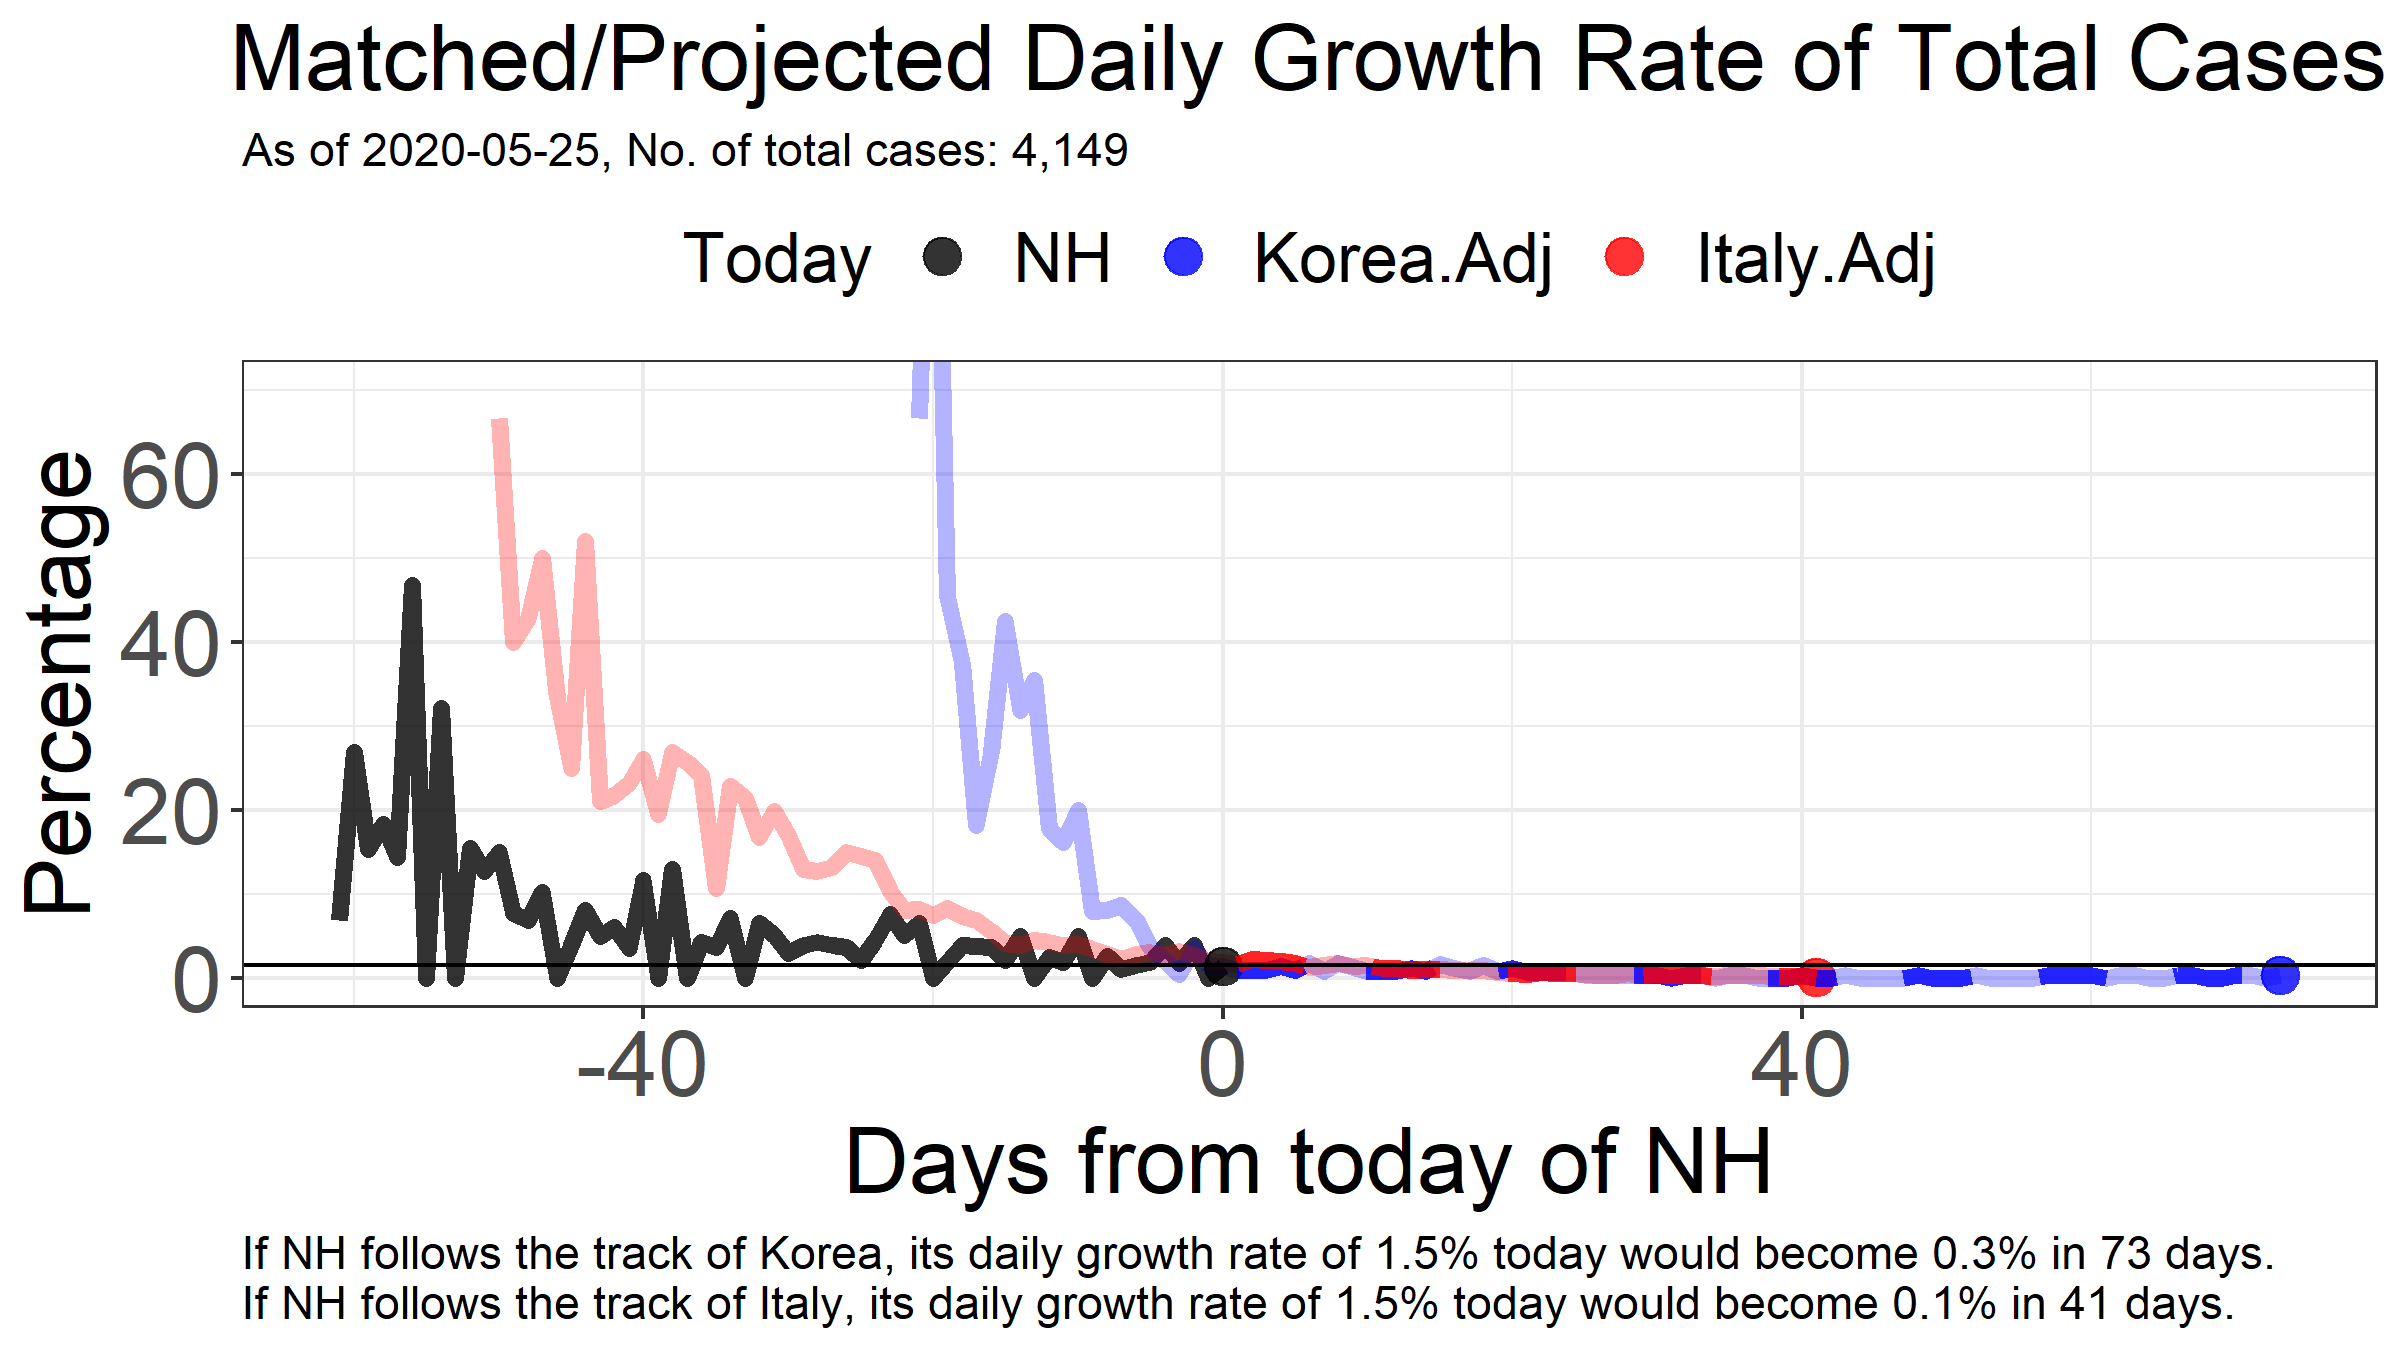 Matched/Projected Daily Growth Rate of Total Cases
As of 2020-05-25, No. of total cases: 4,149
Today NH Korea.Adj Italy.Adj
Percentage
60
40
20
0
-40 0 40
Days from today of NH
If NH follows the track of Korea, its daily growth rate of 1.5% today would become 0.3% in 73 days.
If NH follows the track of Italy, its daily growth rate of 1.5% today would become 0.1% in 41 days.